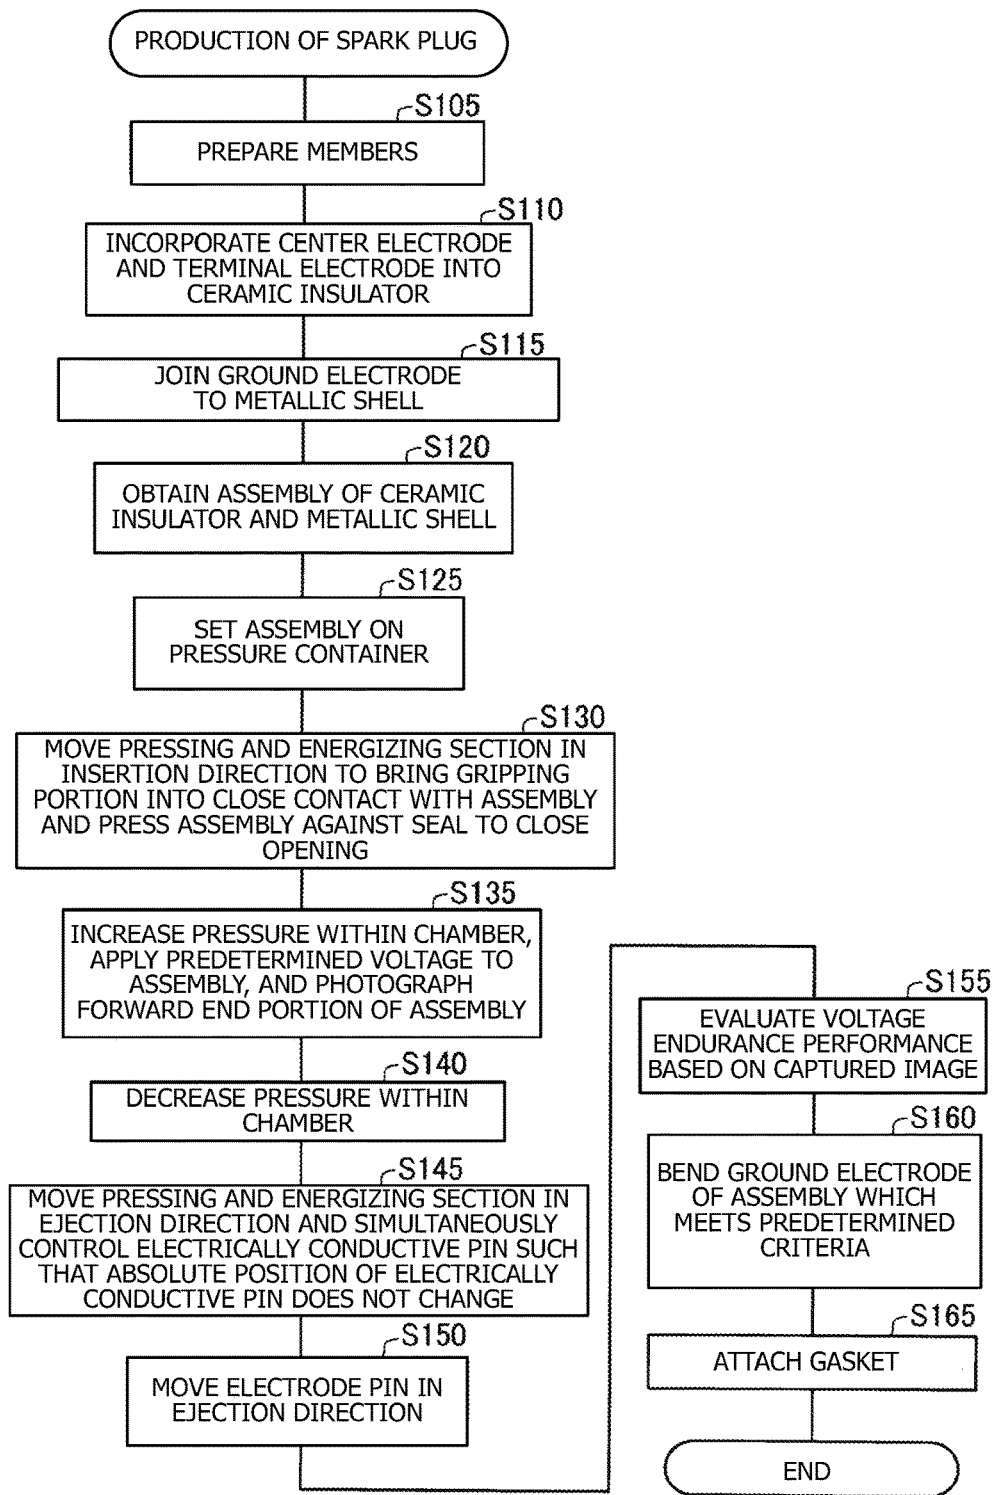 PRODUCTION OF SPARK PLUG
S105
PREPARE MEMBERS
S110
INCORPORATE CENTER ELECTRODE
AND TERMINAL ELECTRODE INTO
CERAMIC INSULATOR
S115
JOIN GROUND ELECTRODE
TO METALLIC SHELL
S120
OBTAIN ASSEMBLY OF CERAMIC
INSULATOR AND METALLIC SHELL
S125
SET ASSEMBLY ON
PRESSURE CONTAINER
S130
MOVE PRESSING AND ENERGIZING SECTION IN
INSERTION DIRECTION TO BRING GRIPPING
PORTION INTO CLOSE CONTACT WITH ASSEMBLY
AND PRESS ASSEMBLY AGAINST SEAL TO CLOSE
OPENING
S135
INCREASE PRESSURE WITHIN CHAMBER,
APPLY PREDETERMINED VOLTAGE TO
ASSEMBLY, AND PHOTOGRAPH
FORWARD END PORTION OF ASSEMBLY
S140
DECREASE PRESSURE WITHIN
CHAMBER
S145
MOVE PRESSING AND ENERGIZING SECTION IN
EJECTION DIRECTION AND SIMULTANEOUSLY
CONTROL ELECTRICALLY CONDUCTIVE PIN SUCH
THAT ABSOLUTE POSITION OF ELECTRICALLY
CONDUCTIVE PIN DOES NOT CHANGE
S150
MOVE ELECTRODE PIN IN
EJECTION DIRECTION
S155
EVALUATE VOLTAGE
ENDURANCE PERFORMANCE
BASED ON CAPTURED IMAGE
S160
BEND GROUND ELECTRODE
OF ASSEMBLY WHICH
MEETS PREDETERMINED
CRITERIA
S165
ATTACH GASKET
END